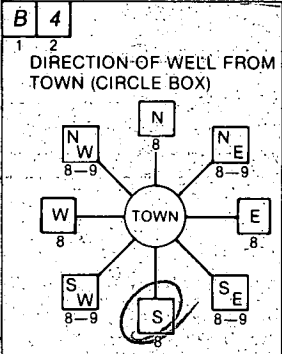 B 4
1 2
DIRECTION OF WELL FROM
TOWN (CIRCLE BOX)
N
8
N W
8–9
N E
8–9
W
8
TOWN
E
8
S W
8–9
S
8
S E
8–9